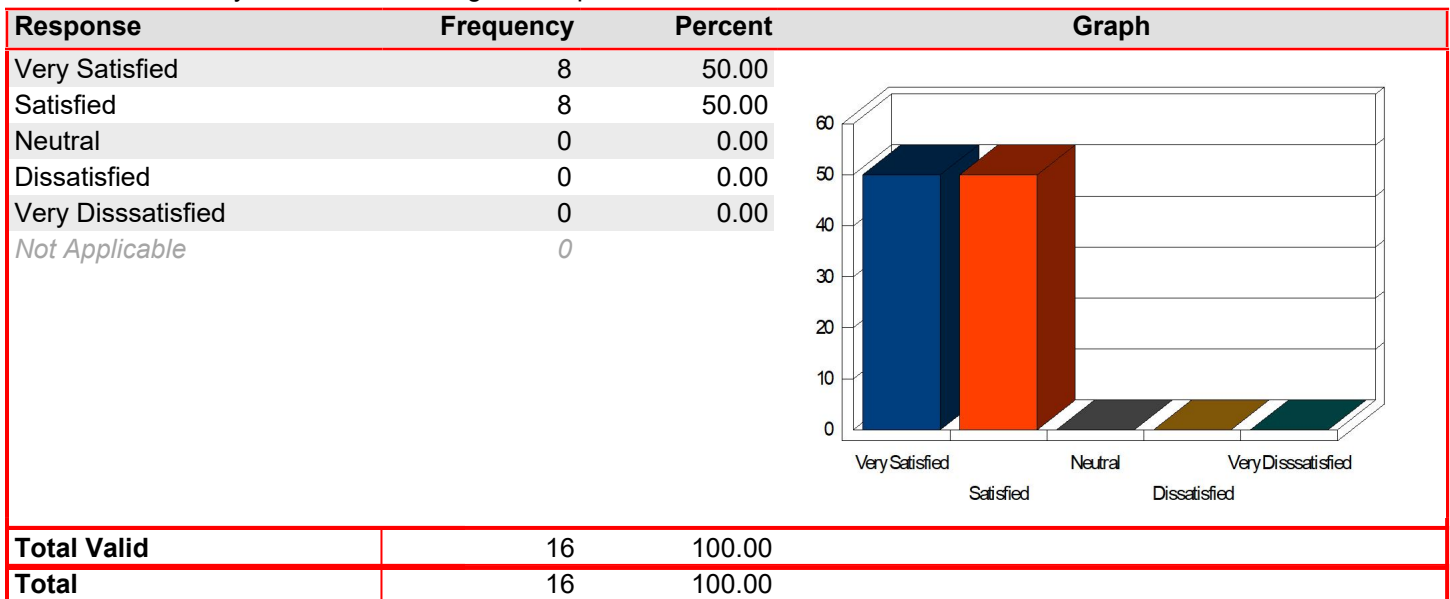 Response Frequency Percent Graph
Very Satisfied 8 50.00
Satisfied 8 50.00
Neutral 0 0.00
Dissatisfied 0 0.00
Very Disssatisfied 0 0.00
Not Applicable 0
60
50
40
30
20
10
0
Very Satisfied Neutral Very Disssatisfied
Satisfied Dissatisfied
Total Valid 16 100.00
Total 16 100.00